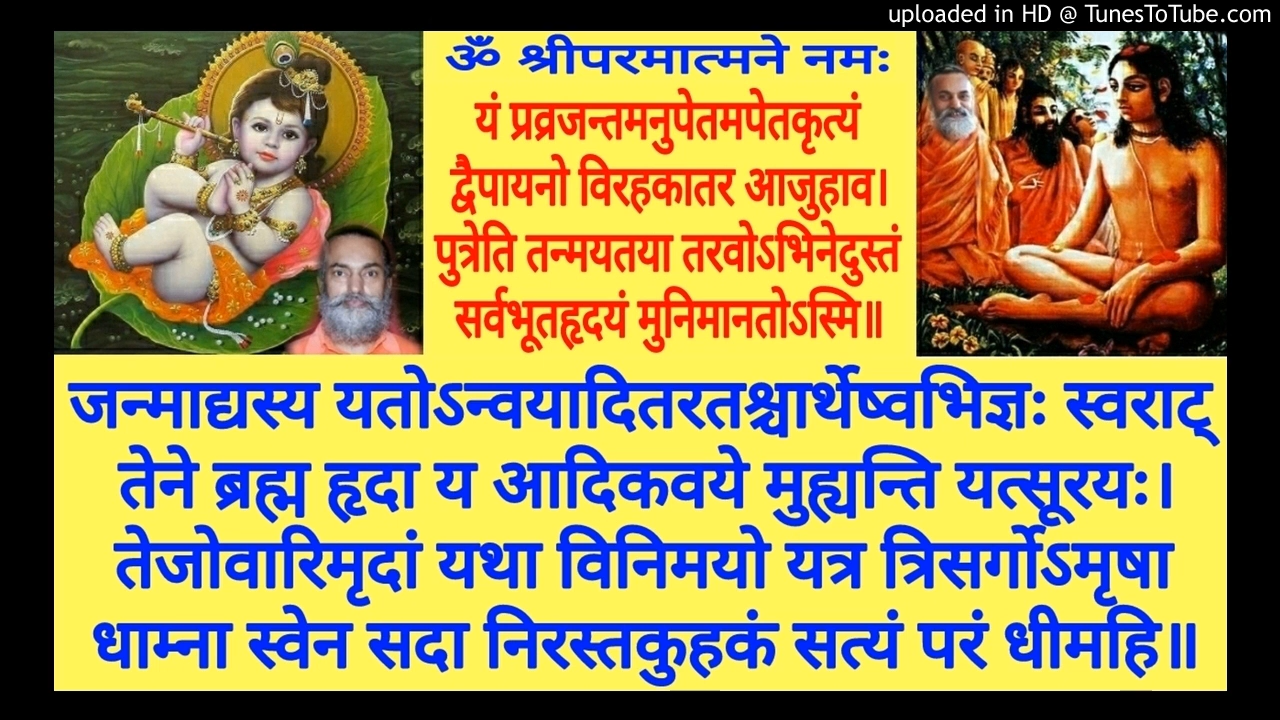 uploaded in HD @ TunesToTube.com
ॐ श्रीपरमात्मने नमः
यं प्रव्रजन्तमनुपेतमपेतकृत्यं
द्वैपायनो विरहकातर आजुहाव।
पुत्रेति तन्मयतया तरवोऽभिनेदुस्तं
सर्वभूतहृदयं मुनिमानतोऽस्मि॥
जन्माद्यस्य यतोऽन्वयादितरतश्चार्थेष्वभिज्ञः स्वराट्
तेने ब्रह्म हृदा य आदिकवये मुह्यन्ति यत्सूरयः।
तेजोवारिमृदां यथा विनिमयो यत्र त्रिसर्गोऽमृषा
धाम्ना स्वेन सदा निरस्तकुहकं सत्यं परं धीमहि॥